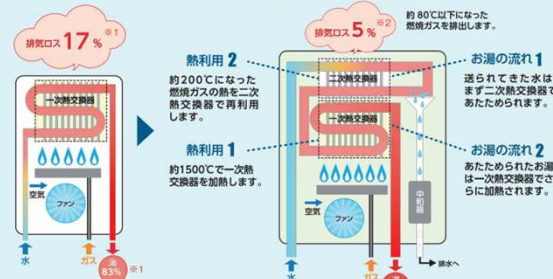 排気ロス17% ※1
一次熱交換器
空気
ファン
水
ガス
湯
83% ※1
排気ロス5% ※2
約80℃以下になった
燃焼ガスを排出します。
熱利用2
約200℃になった
燃焼ガスの熱を二次
熱交換器で再利用
します。
熱利用1
約1500℃で一次熱
交換器を加熱します。
二次熱交換器
一次熱交換器
空気
ファン
中和器
水
ガス
排水へ
お湯の流れ1
送られてきた水は
まず二次熱交換器で
あたためられます。
お湯の流れ2
あたためられたお湯
は一次熱交換器でさ
らに加熱されます。